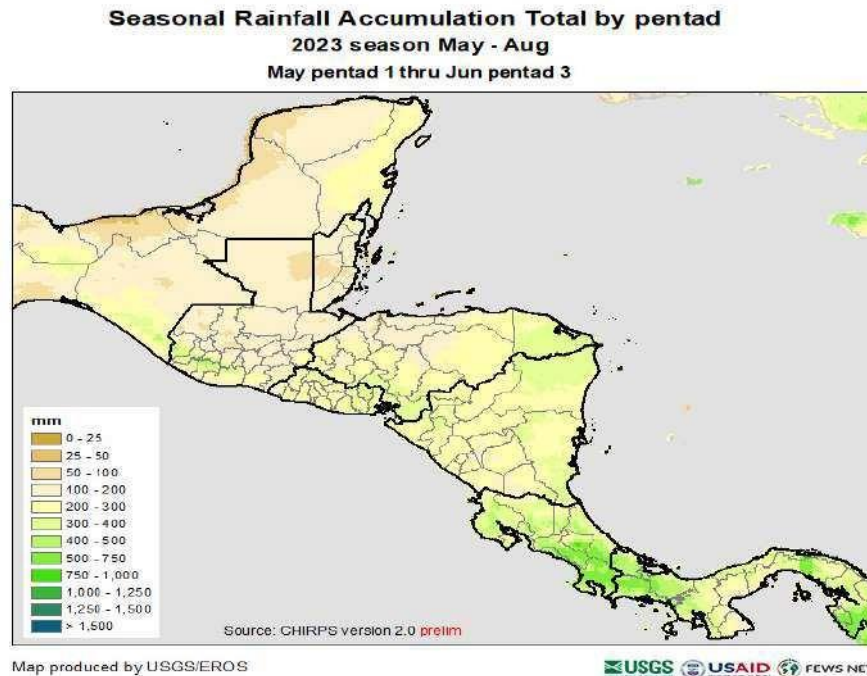 Seasonal Rainfall Accumulation Total by pentad
2023 season May - Aug
May pentad 1 thru Jun pentad 3
mm
0 - 25
25 - 50
50 - 100
100 - 200
200 - 300
300 - 400
400 - 500
500 - 750
750 - 1,000
1,000 - 1,250
1,250 - 1,500
> 1,500
Source: CHIRPS version 2.0 prelim
Map produced by USGS/EROS
USGS USAID FEWS NE